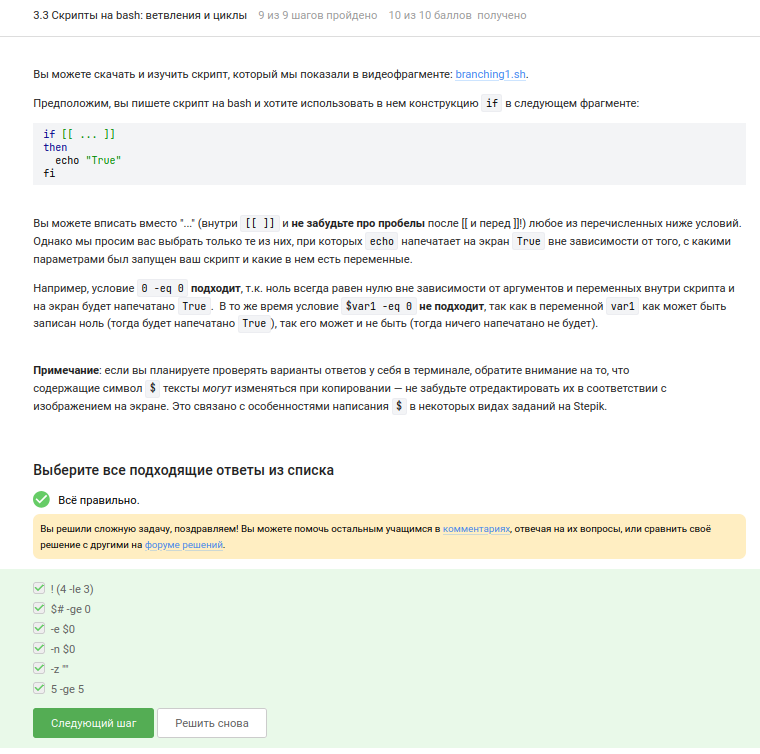 3.3 Скрипты на bash: ветвления и циклы 9 из 9 шагов пройдено 10 из 10 баллов получено
Вы можете скачать и изучить скрипт, который мы показали в видеофрагменте: branching1.sh.
Предположим, вы пишете скрипт на bash и хотите использовать в нем конструкцию if в следующем фрагменте:
if [[ ... ]]
then
echo "True"
fi
Вы можете вписать вместо "..." (внутри [[ ]] и не забудьте про пробелы после [[ и перед ]]!) любое из перечисленных ниже условий.
Однако мы просим вас выбрать только те из них, при которых echo напечатает на экран True вне зависимости от того, с какими
параметрами был запущен ваш скрипт и какие в нем есть переменные.
Например, условие 0 -eq 0 подходит, т.к. ноль всегда равен нулю вне зависимости от аргументов и переменных внутри скрипта и
на экран будет напечатано True . В то же время условие $var1 -eq 0 не подходит, так как в переменной var1 как может быть
записан ноль (тогда будет напечатано True ), так его может и не быть (тогда ничего напечатано не будет).
Примечание: если вы планируете проверять варианты ответов у себя в терминале, обратите внимание на то, что
содержащие символ $ тексты могут изменяться при копировании — не забудьте отредактировать их в соответствии с
изображением на экране. Это связано с особенностями написания $ в некоторых видах заданий на Stepik.
Выберите все подходящие ответы из списка
Всё правильно.
Вы решили сложную задачу, поздравляем! Вы можете помочь остальным учащимся в комментариях, отвечая на их вопросы, или сравнить своё
решение с другими на форуме решений.
! (4 -le 3)
$# -ge 0
-e $0
-n $0
-z ""
5 -ge 5
Следующий шаг Решить снова